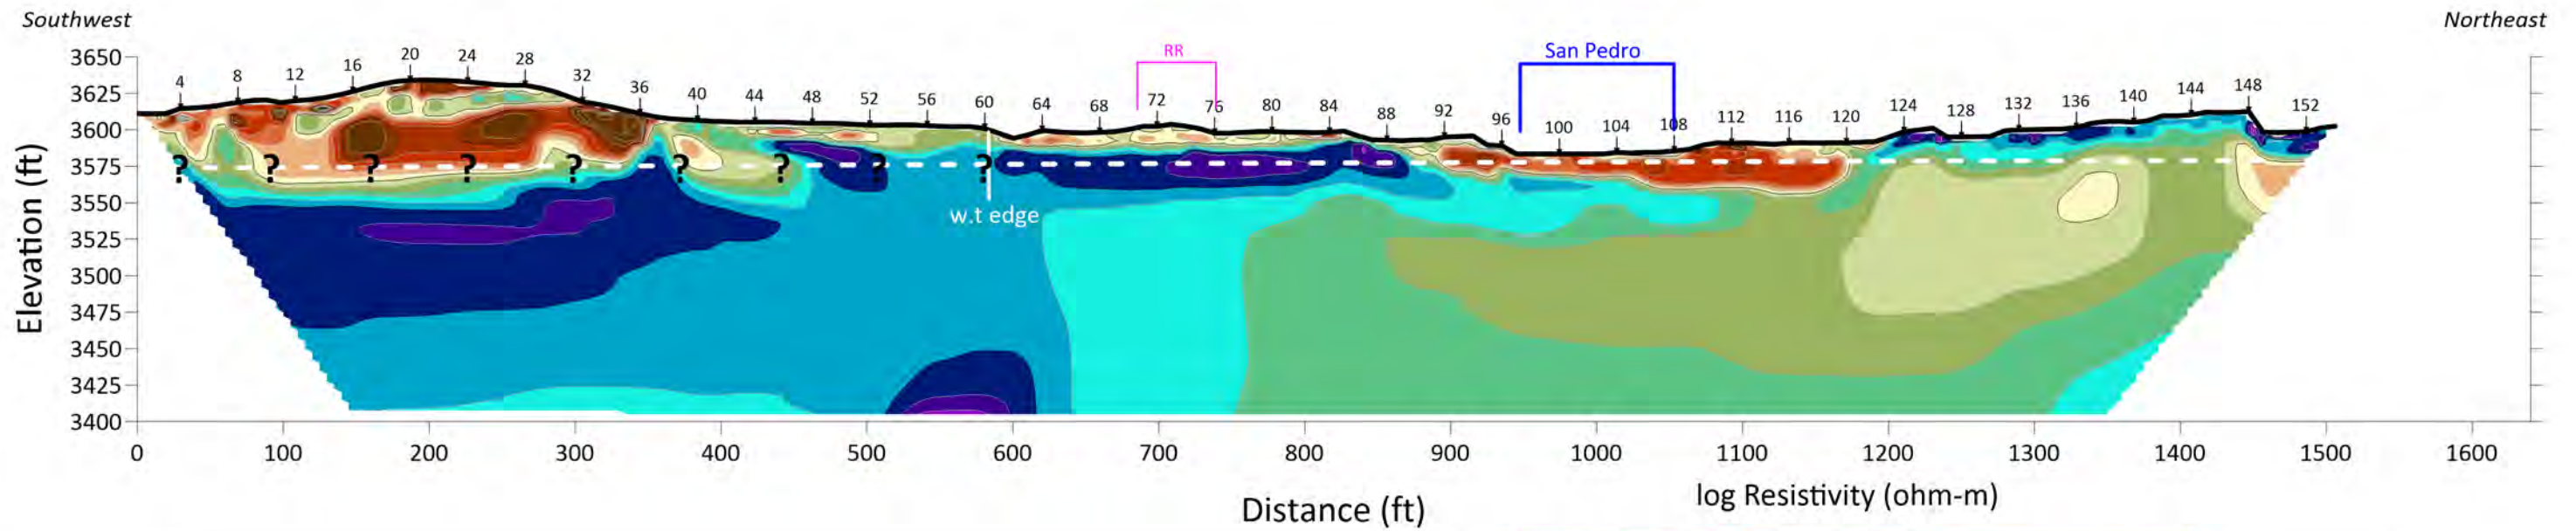 Southwest
Northeast
RR
San Pedro
4 8 12 16 20 24 28 32 36 40 44 48 52 56 60 64 68 72 76 80 84 88 92 96 100 104 108 112 116 120 124 128 132 136 140 144 148 152
3650
3625
3600
3575
3550
3525
3500
3475
3450
3425
3400
Elevation (ft)
? ? ? ? ? ? ? ? ?
w.t edge
0 100 200 300 400 500 600 700 800 900 1000 1100 1200 1300 1400 1500 1600
Distance (ft)
log Resistivity (ohm-m)